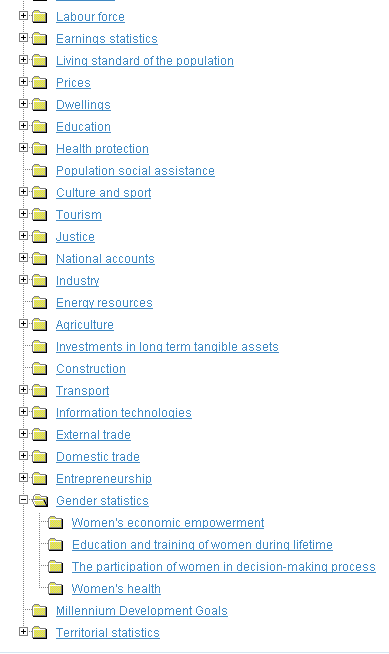 Labour force
Earnings statistics
Living standard of the population
Prices
Dwellings
Education
Health protection
Population social assistance
Culture and sport
Tourism
Justice
National accounts
Industry
Energy resources
Agriculture
Investments in long term tangible assets
Construction
Transport
Information technologies
External trade
Domestic trade
Entrepreneurship
Gender statistics
Women's economic empowerment
Education and training of women during lifetime
The participation of women in decision-making process
Women's health
Millennium Development Goals
Territorial statistics